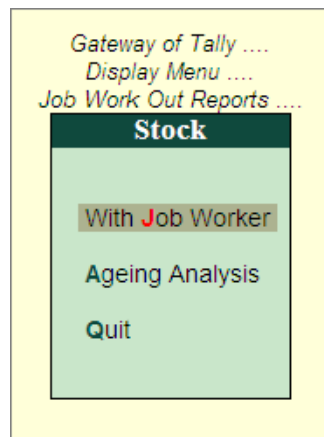 Gateway of Tally ....
Display Menu ....
Job Work Out Reports ....
Stock
With Job Worker
Ageing Analysis
Quit